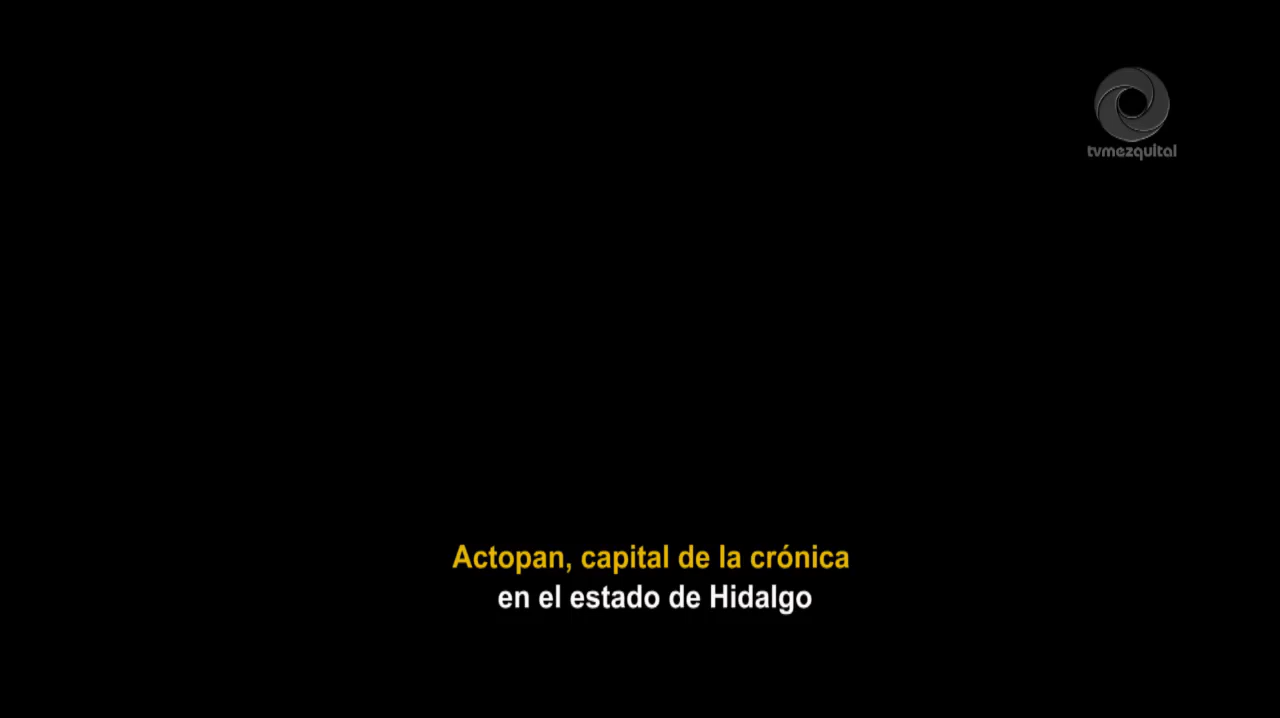 tvmezquital
Actopan, capital de la crónica
en el estado de Hidalgo